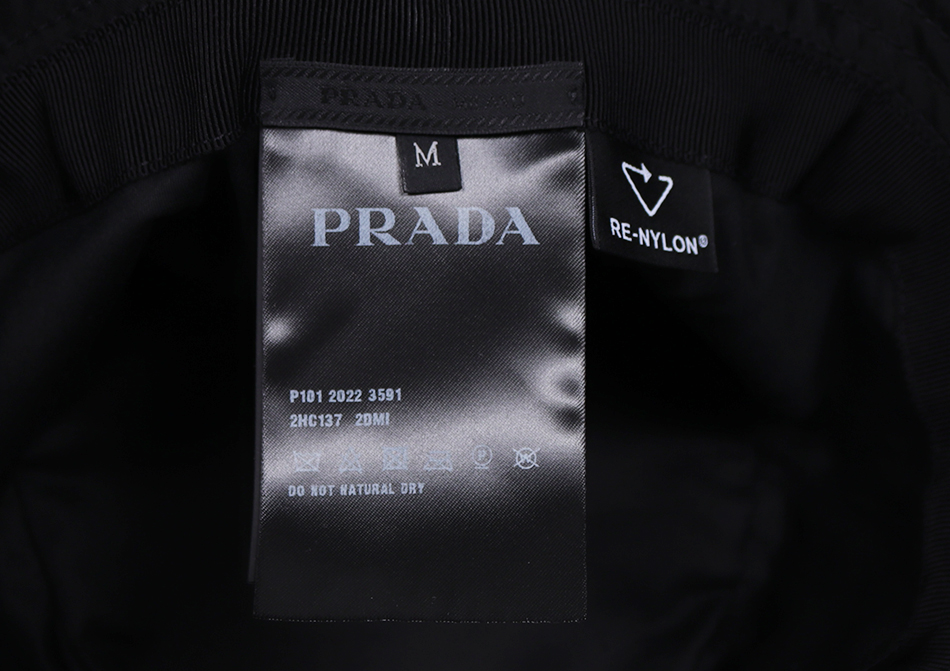 PRADA
M
PRADA
RE-NYLON®
P101 2022 3591
2HC137 2DMI
P
W
DO NOT NATURAL DRY